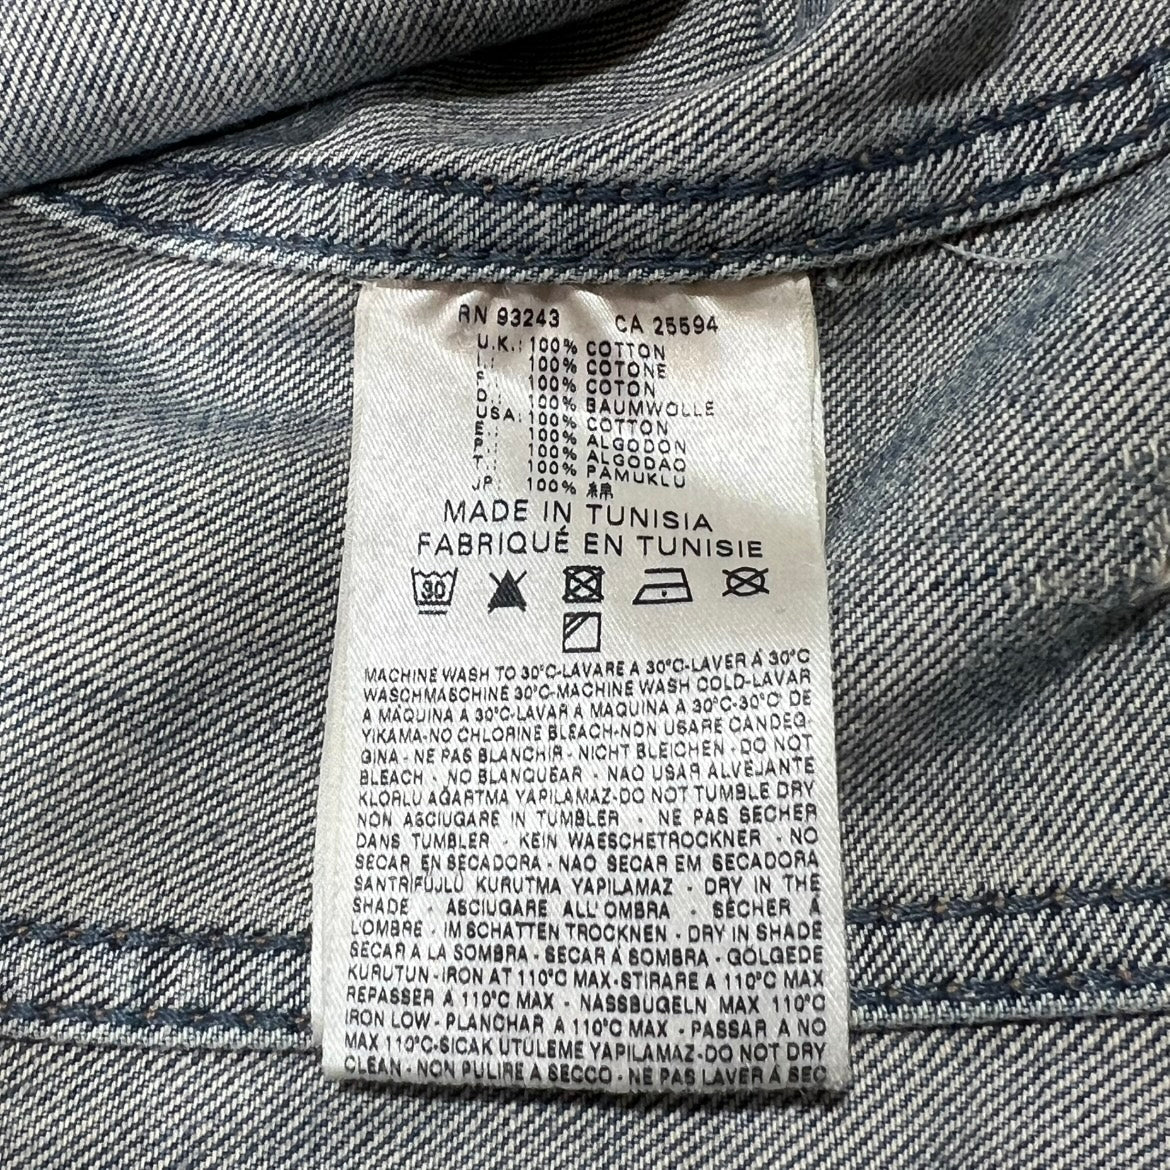 RN 93243 CA 25594
U.K.: 100% COTTON
I.: 100% COTONE
F.: 100% COTON
D.: 100% BAUMWOLLE
USA: 100% COTTON
E.: 100% ALGODON
P.: 100% ALGODAO
T.: 100% PAMUKLU
JP: 100% 綿
MADE IN TUNISIA
FABRIQUÉ EN TUNISIE
30
MACHINE WASH TO 30°C-LAVARE A 30°C-LAVER Á 30°C
WASCHMASCHINE 30°C-MACHINE WASH COLD-LAVAR
A MÁQUINA A 30°C-LAVAR A MAQUINA A 30°C-30°C DE
YIKAMA-NO CHLORINE BLEACH-NON USARE CANDEG
GINA - NE PAS BLANCHIR - NICHT BLEICHEN - DO NOT
BLEACH - NO BLANQUEAR - NAO USAR ALVEJANTE
KLORLU AĞARTMA YAPILAMAZ-DO NOT TUMBLE DRY
NON ASCIUGARE IN TUMBLER - NE PAS SECHER
DANS TUMBLER - KEIN WAESCHETROCKNER - NO
SECAR EN SECADORA - NAO SECAR EM SECADORA
SANTRIFÜJLÜ KURUTMA YAPILAMAZ - DRY IN THE
SHADE - ASCIUGARE ALL'OMBRA - SÉCHER Á
L'OMBRE - IM SCHATTEN TROCKNEN - DRY IN SHADE
SECAR A LA SOMBRA - SECAR Á SOMBRA - GÖLGEDE
KURUTUN - IRON AT 110°C MAX - STIRARE A 110°C MAX
REPASSER Á 110°C MAX - NASSBÜGELN MAX 110°C
IRON LOW - PLANCHAR Á 110°C MAX - PASSAR A NO
MAX 110°C-SICAK UTULEME YAPILAMAZ-DO NOT DRY
CLEAN - NON PULIRE A SECCO - NE PAS LAVER Á SEC